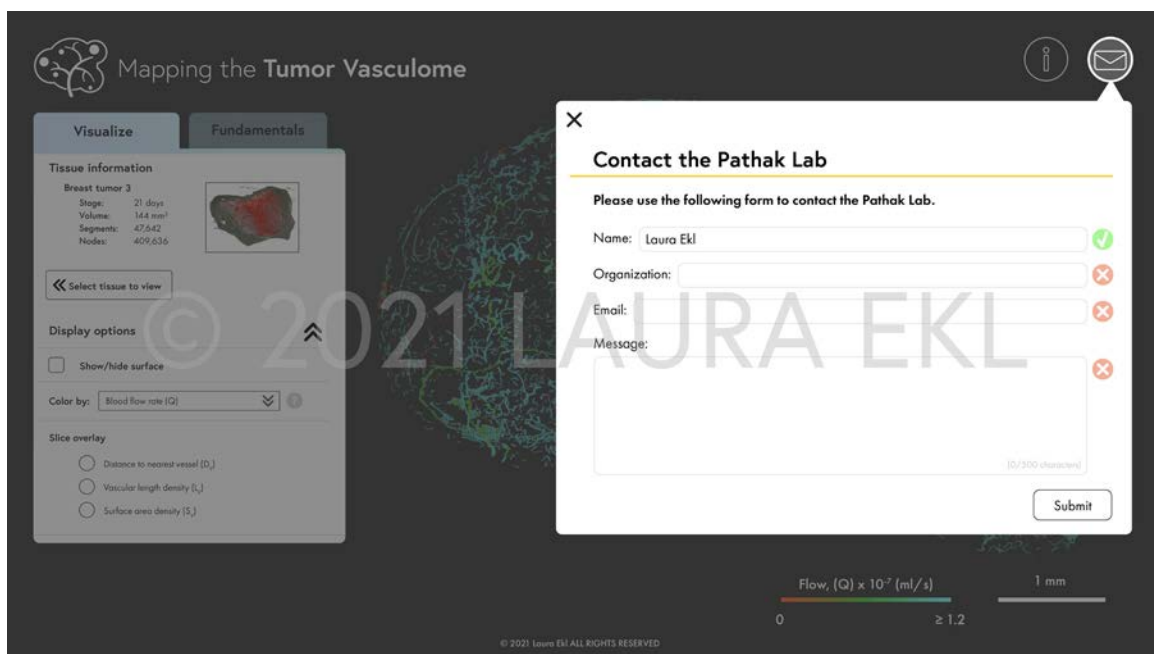 Mapping the Tumor Vasculome
Visualize
Fundamentals
Tissue information
Breast tumor 3
Stage: 21 days
Volume: 144 mm³
Segments: 47,642
Nodes: 409,636
Select tissue to view
Display options
Show/hide surface
Color by: Blood flow rate (Q) ?
Slice overlay
Distance to nearest vessel (Dᵥ)
Vascular length density (Lᵥ)
Surface area density (Sᵥ)
Contact the Pathak Lab
Please use the following form to contact the Pathak Lab.
Name: Laura Ekl
Organization:
Email:
Message:
(0/300 characters)
Submit
© 2021 LAURA EKL
Flow, (Q) x 10⁻⁷ (ml/s)
1 mm
0 ≥ 1.2
© 2021 Laura Ekl ALL RIGHTS RESERVED